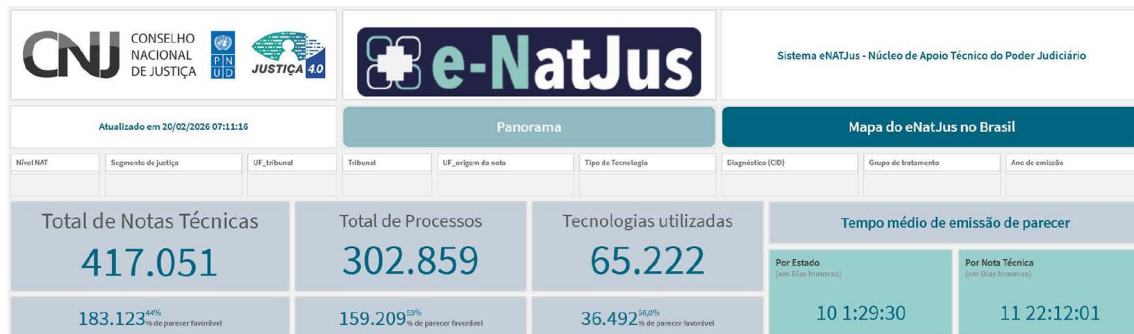 CNJ
CONSELHO
NACIONAL
DE JUSTIÇA
PNUD
JUSTIÇA 4.0
e-NatJus
Sistema eNATJus - Núcleo de Apoio Técnico do Poder Judiciário
Atualizado em 20/02/2026 07:11:16
Panorama
Mapa do eNatJus no Brasil
Nível NAT
Segmento de justiça
UF_tribunal
Tribunal
UF_origem da nota
Tipo de Tecnologia
Diagnóstico (CID)
Grupo de tratamento
Ano de emissão
Total de Notas Técnicas
417.051
Total de Processos
302.859
Tecnologias utilizadas
65.222
Tempo médio de emissão de parecer
Por Estado
(em Dias h:mm:ss)
10 1:29:30
Por Nota Técnica
(em Dias h:mm:ss)
11 22:12:01
183.123 44% % de parecer favorável
159.209 53% % de parecer favorável
36.492 56,0% % de parecer favorável